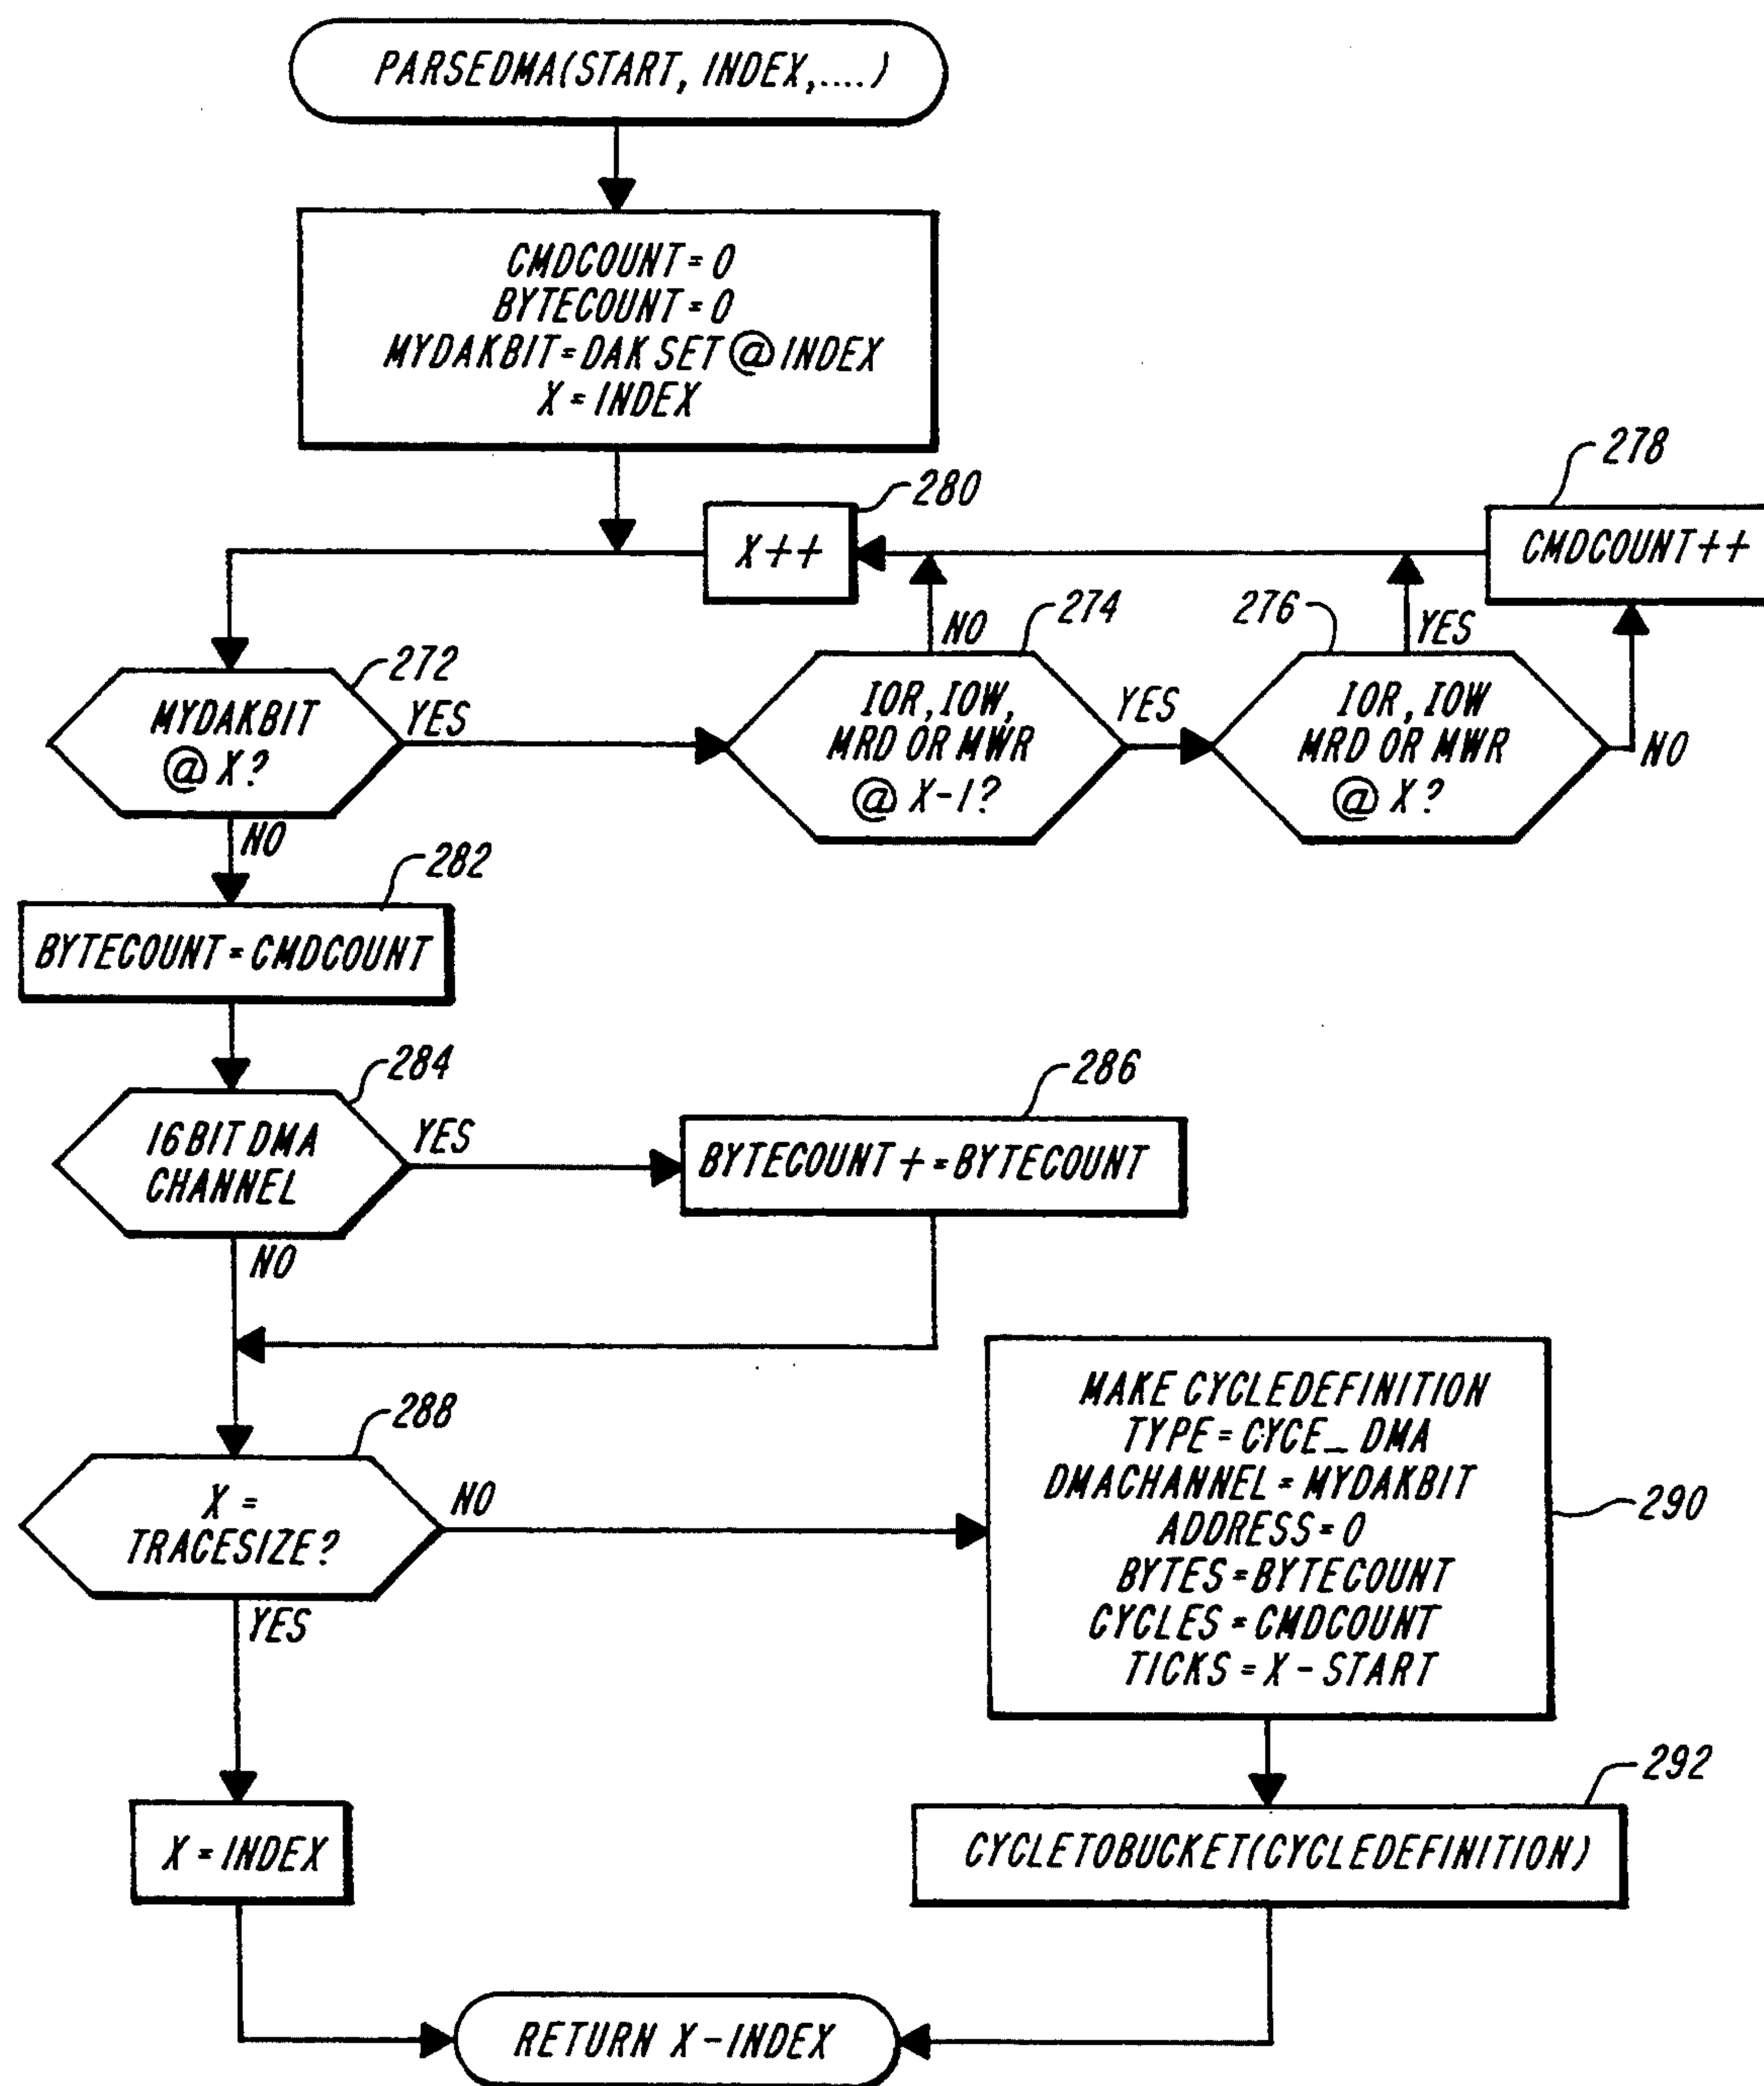 PARSEDMA(START, INDEX,....)
CMDCOUNT = 0
BYTECOUNT = 0
MYDAKBIT = DAK SET @ INDEX
X = INDEX
280
X++
278
CMDCOUNT++
272
MYDAKBIT
@ X?
YES
NO
274
IOR, IOW,
MRD OR MWR
@ X-1?
NO
YES
276
IOR, IOW
MRD OR MWR
@ X?
YES
NO
282
BYTECOUNT = CMDCOUNT
284
16 BIT DMA
CHANNEL
YES
NO
286
BYTECOUNT += BYTECOUNT
288
X =
TRACESIZE?
NO
YES
MAKE CYCLEDEFINITION
TYPE = CYCE_ DMA
DMACHANNEL = MYDAKBIT
ADDRESS = 0
BYTES = BYTECOUNT
CYCLES = CMDCOUNT
TICKS = X - START
290
292
X = INDEX
CYCLETOBUCKET(CYCLEDEFINITION)
RETURN X - INDEX